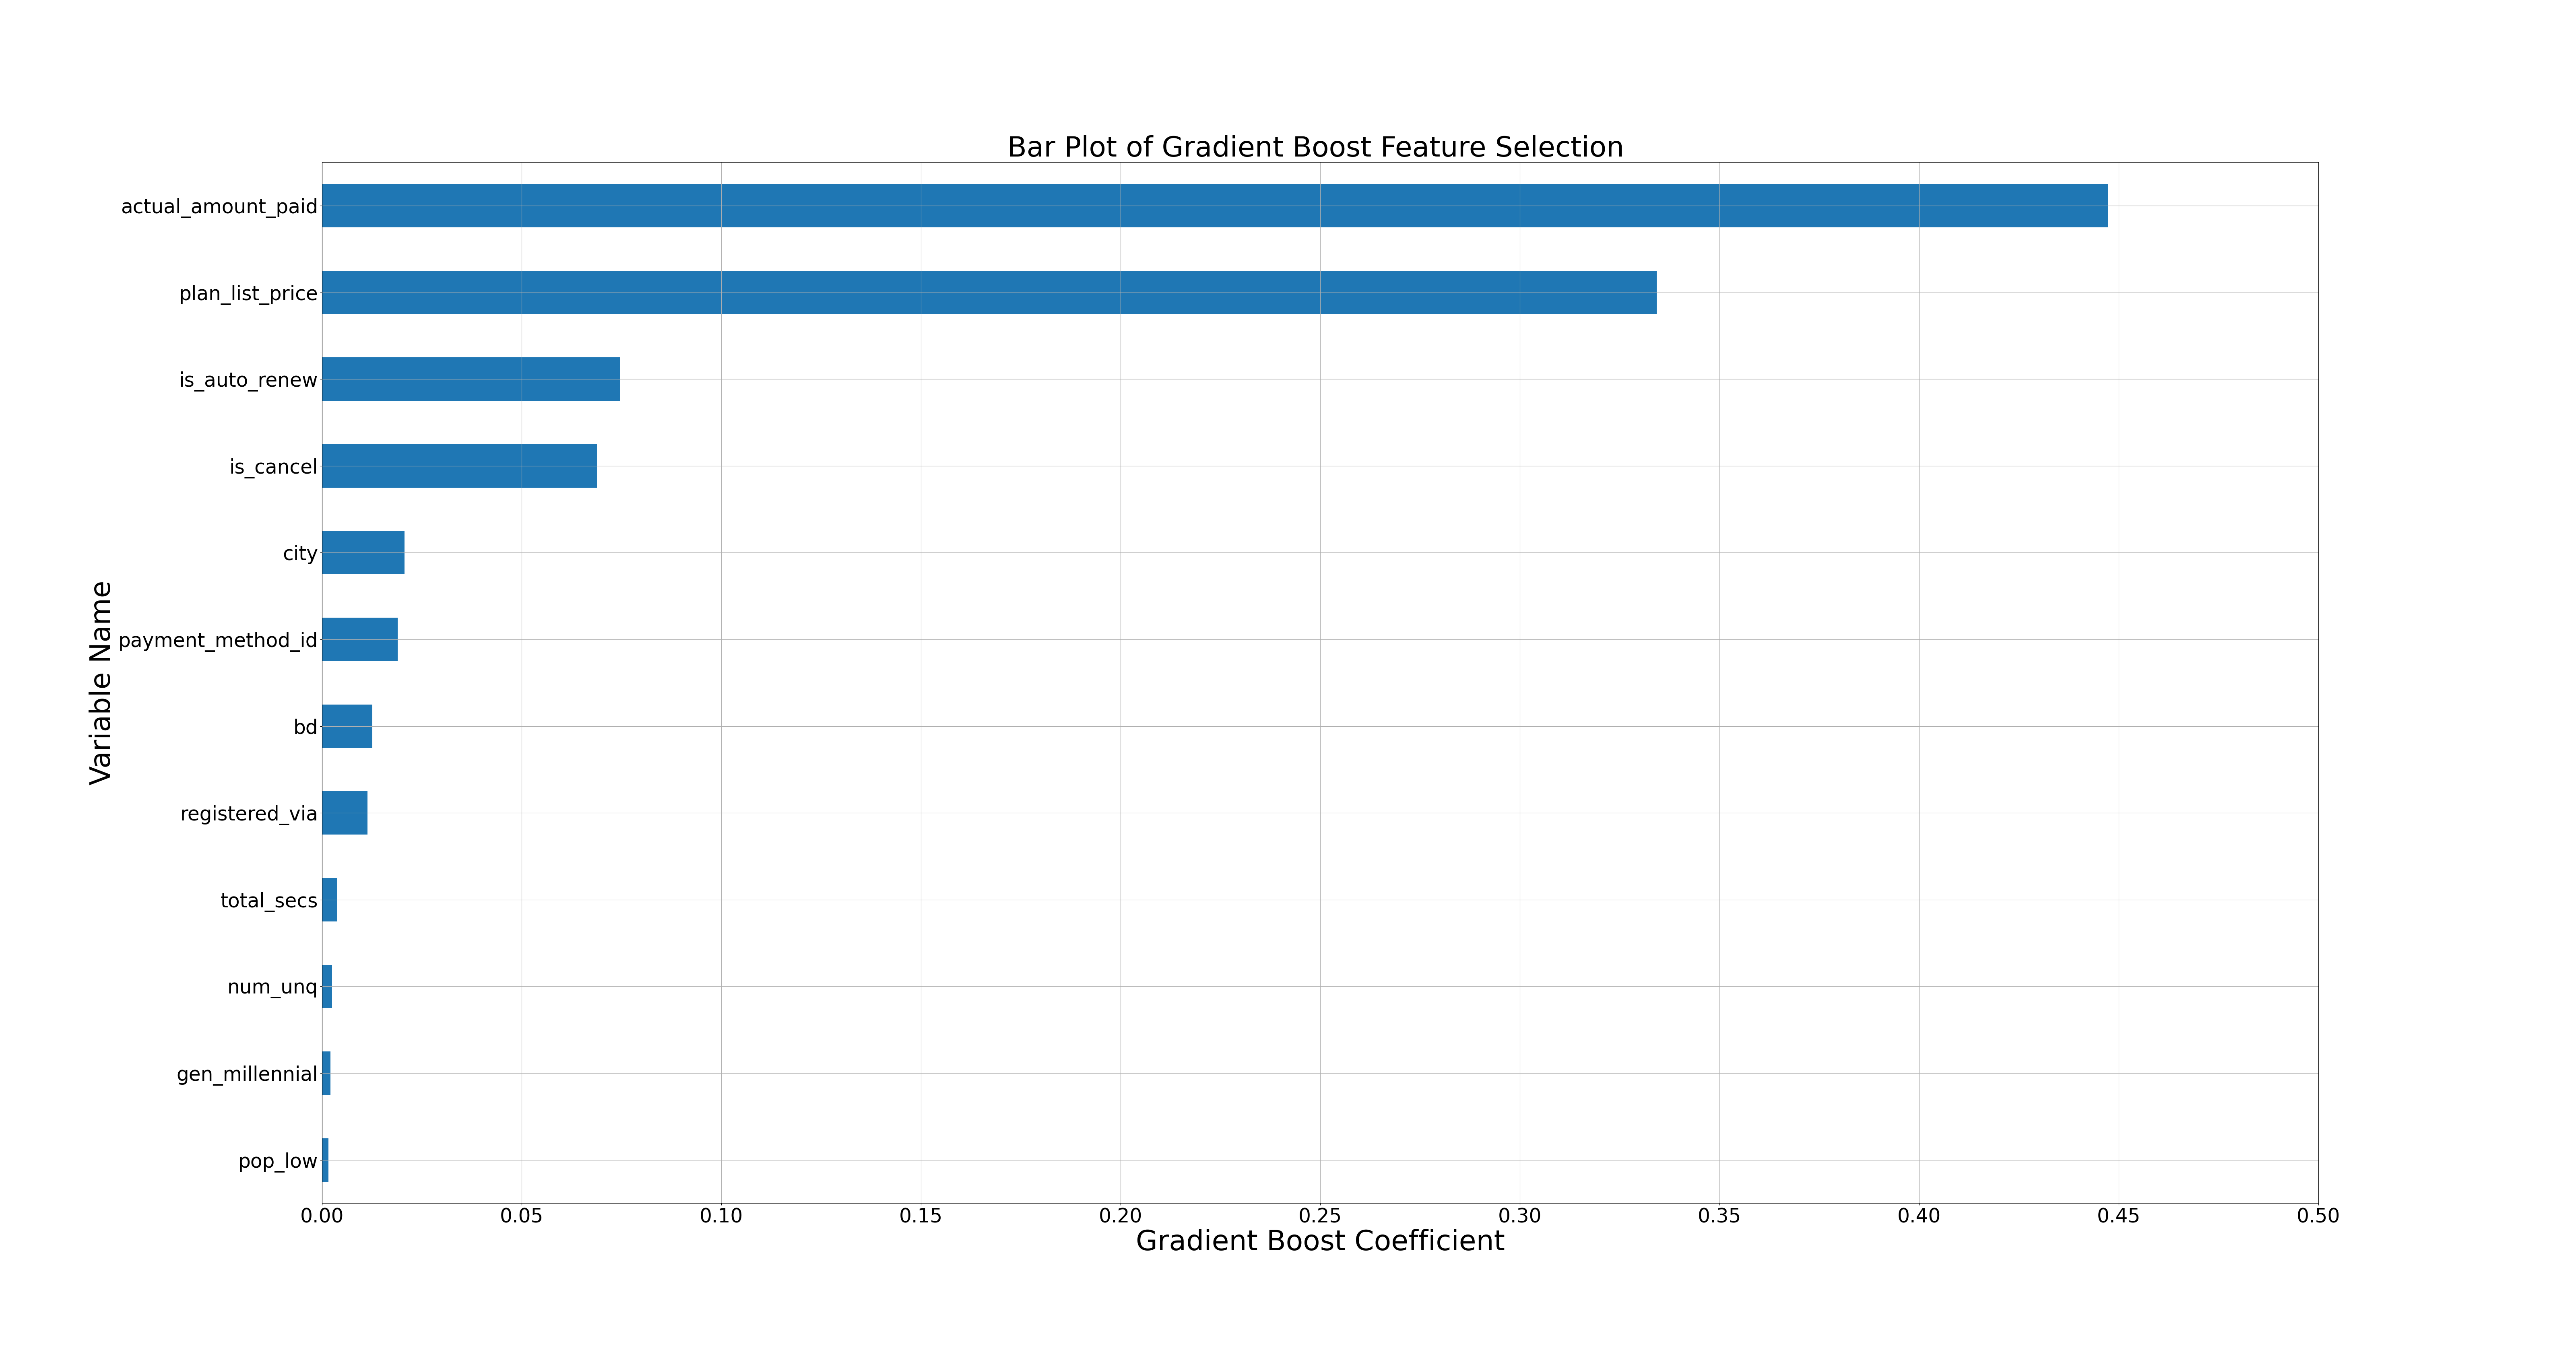 Bar Plot of Gradient Boost Feature Selection
actual_amount_paid
plan_list_price
is_auto_renew
is_cancel
city
payment_method_id
bd
registered_via
total_secs
num_unq
gen_millennial
pop_low
Variable Name
0.00 0.05 0.10 0.15 0.20 0.25 0.30 0.35 0.40 0.45 0.50
Gradient Boost Coefficient